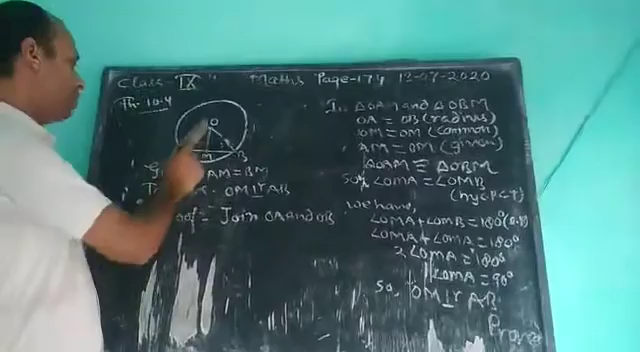 Class- IX Maths Page-174 13-07-2020
Th- 10.4
O
M B
AM = BM
OM ⊥r AB
Join OA and OB
In ΔOAM and ΔOBM
OA = OB (radius)
OM = OM (common)
AM = BM (given)
ΔOAM ≅ ΔOBM
So, ∠OMA = ∠OMB
(by CPCT)
we have,
∠OMA + ∠OMB = 180°
∠OMA + ∠OMA = 180°
2∠OMA = 180°
∠OMA = 90°
So, OM ⊥r AB
Proved